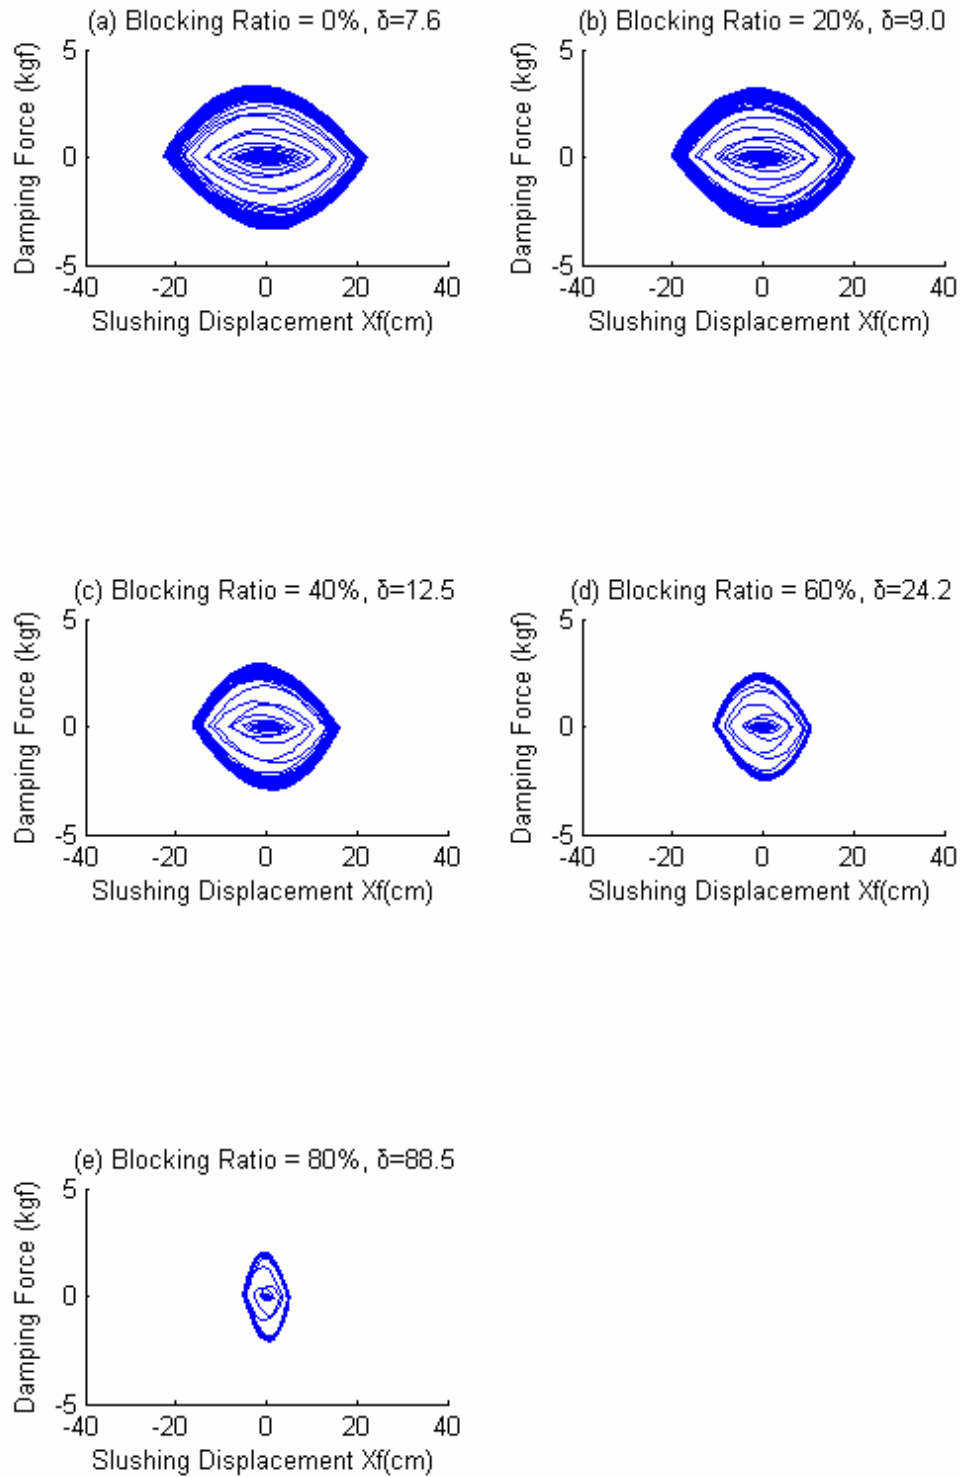 (a) Blocking Ratio = 0%, δ=7.6
Damping Force (kgf)
5
0
-5
-40 -20 0 20 40
Slushing Displacement Xf(cm)
(b) Blocking Ratio = 20%, δ=9.0
Damping Force (kgf)
5
0
-5
-40 -20 0 20 40
Slushing Displacement Xf(cm)
(c) Blocking Ratio = 40%, δ=12.5
Damping Force (kgf)
5
0
-5
-40 -20 0 20 40
Slushing Displacement Xf(cm)
(d) Blocking Ratio = 60%, δ=24.2
Damping Force (kgf)
5
0
-5
-40 -20 0 20 40
Slushing Displacement Xf(cm)
(e) Blocking Ratio = 80%, δ=88.5
Damping Force (kgf)
5
0
-5
-40 -20 0 20 40
Slushing Displacement Xf(cm)